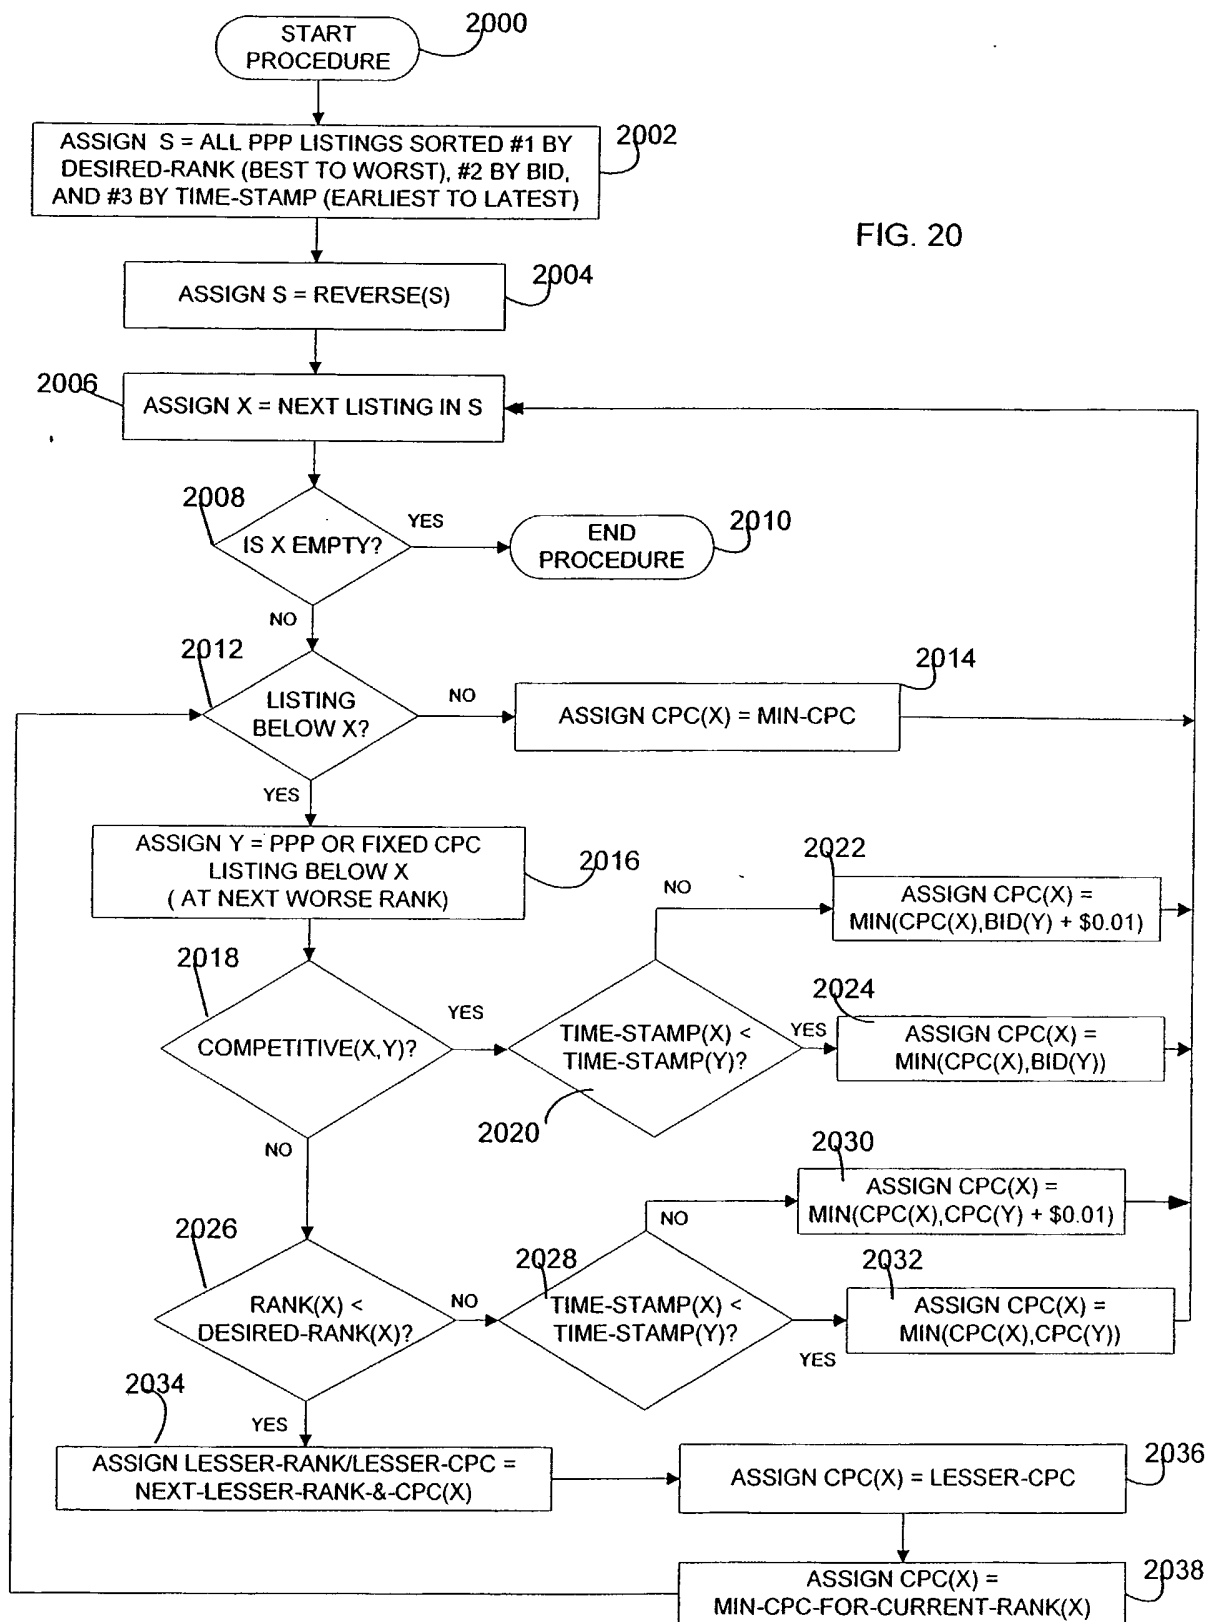 START
PROCEDURE
2000
ASSIGN S = ALL PPP LISTINGS SORTED #1 BY
DESIRED-RANK (BEST TO WORST), #2 BY BID,
AND #3 BY TIME-STAMP (EARLIEST TO LATEST)
2002
FIG. 20
ASSIGN S = REVERSE(S)
2004
2006
ASSIGN X = NEXT LISTING IN S
2008
IS X EMPTY?
YES
END
PROCEDURE
2010
NO
2012
LISTING
BELOW X?
NO
ASSIGN CPC(X) = MIN-CPC
2014
YES
ASSIGN Y = PPP OR FIXED CPC
LISTING BELOW X
( AT NEXT WORSE RANK)
2016
NO
2022
ASSIGN CPC(X) =
MIN(CPC(X),BID(Y) + $0.01)
2018
COMPETITIVE(X,Y)?
YES
TIME-STAMP(X) <
TIME-STAMP(Y)?
2020
YES
2024
ASSIGN CPC(X) =
MIN(CPC(X),BID(Y))
NO
2030
ASSIGN CPC(X) =
MIN(CPC(X),CPC(Y) + $0.01)
NO
2026
RANK(X) <
DESIRED-RANK(X)?
NO
2028
TIME-STAMP(X) <
TIME-STAMP(Y)?
YES
2032
ASSIGN CPC(X) =
MIN(CPC(X),CPC(Y))
2034
YES
ASSIGN LESSER-RANK/LESSER-CPC =
NEXT-LESSER-RANK-&-CPC(X)
ASSIGN CPC(X) = LESSER-CPC
2036
ASSIGN CPC(X) =
MIN-CPC-FOR-CURRENT-RANK(X)
2038